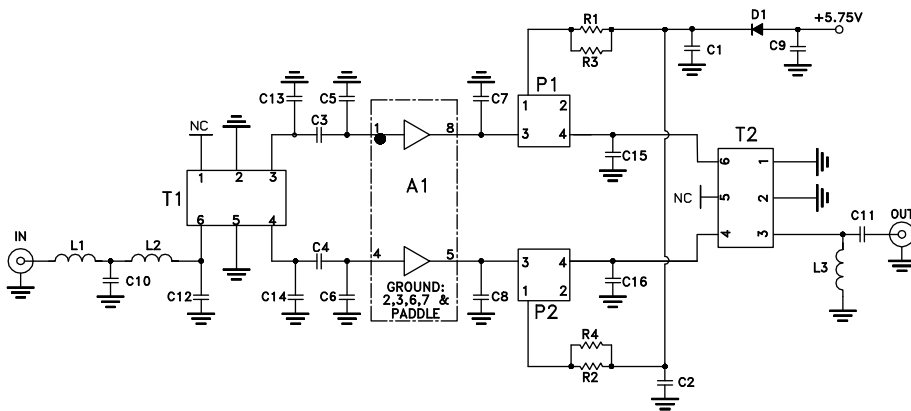 R1
R3
D1
+5.75V
C1
C9
C13
C5
C7
P1
1 2
3 4
C3
NC
1
8
T2
C15
6 1
NC
5 2
4 3
1 2 3
T1
6 5 4
A1
IN
L1
L2
C10
C12
C14
C4
C6
4
5
GROUND:
2,3,6,7 &
PADDLE
C8
3 4
1 2
P2
C16
C11
OUT
L3
R4
R2
C2